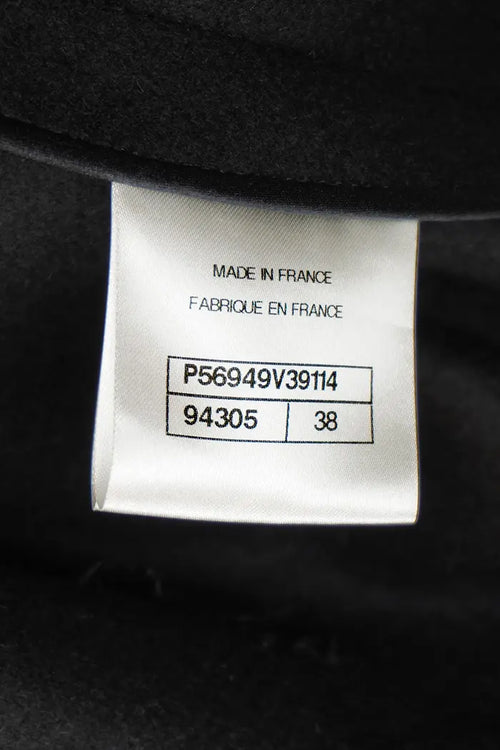 MADE IN FRANCE
FABRIQUE EN FRANCE
P56949V39114
94305 38